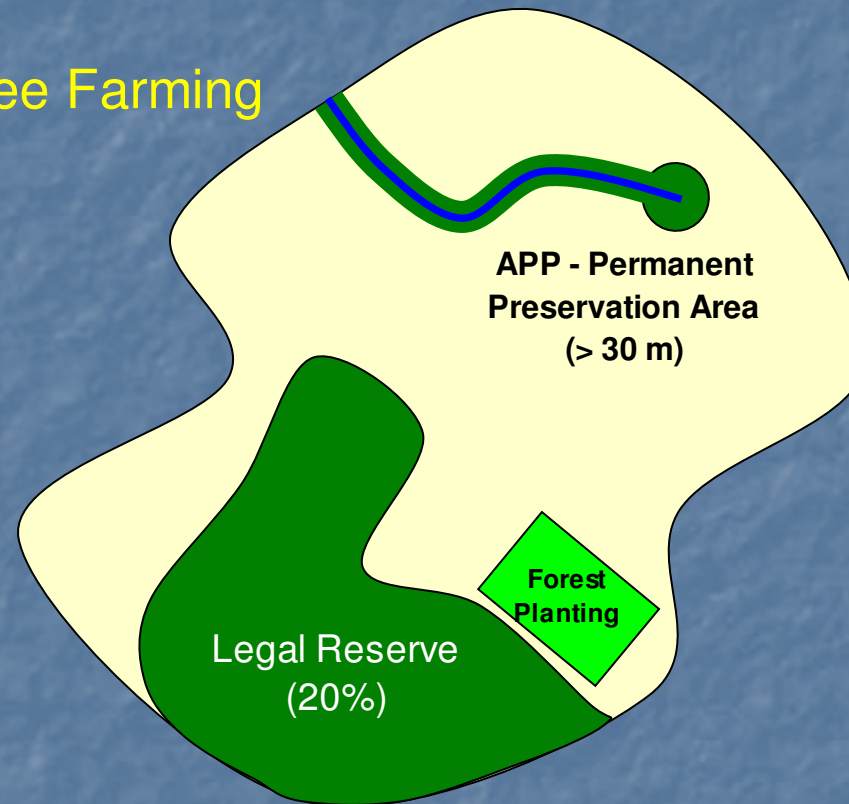 ee Farming
APP - Permanent
Preservation Area
(> 30 m)
Forest
Planting
Legal Reserve
(20%)